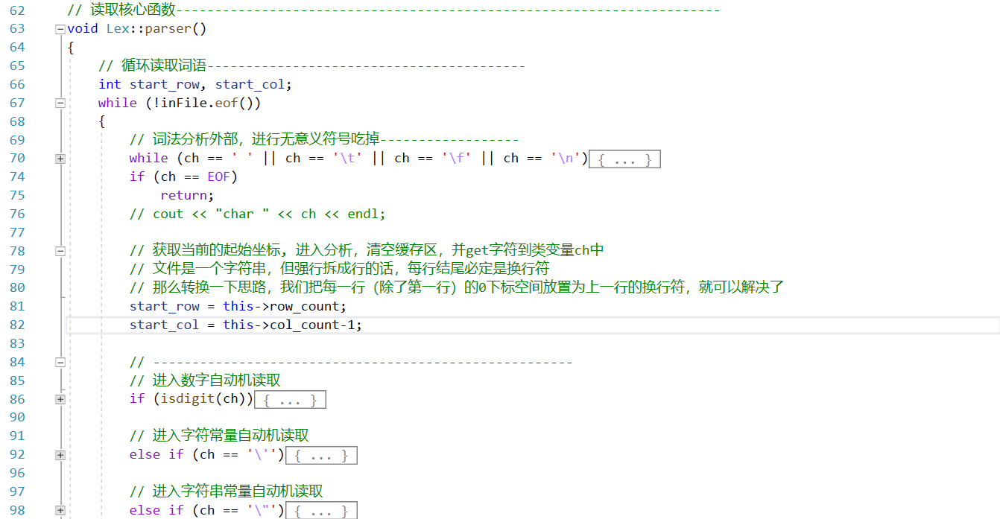 62 // 读取核心函数----------------------------------------------------------------------
63 void Lex::parser()
64 {
65 // 循环读取词语-----------------------------------------
66 int start_row, start_col;
67 while (!inFile.eof())
68 {
69 // 词法分析外部，进行无意义符号吃掉------------------
70 while (ch == ' ' || ch == '\t' || ch == '\f' || ch == '\n'){ ... }
74 if (ch == EOF)
75 return;
76 // cout << "char " << ch << endl;
77
78 // 获取当前的起始坐标, 进入分析，清空缓存区，并get字符到类变量ch中
79 // 文件是一个字符串，但强行拆成行的话，每行结尾必定是换行符
80 // 那么转换一下思路，我们把每一行（除了第一行）的0下标空间放置为上一行的换行符，就可以解决了
81 start_row = this->row_count;
82 start_col = this->col_count-1;
83
84 // ------------------------------------------------------
85 // 进入数字自动机读取
86 if (isdigit(ch)){ ... }
90
91 // 进入字符常量自动机读取
92 else if (ch == '\''){ ... }
96
97 // 进入字符串常量自动机读取
98 else if (ch == '\"'){ ... }